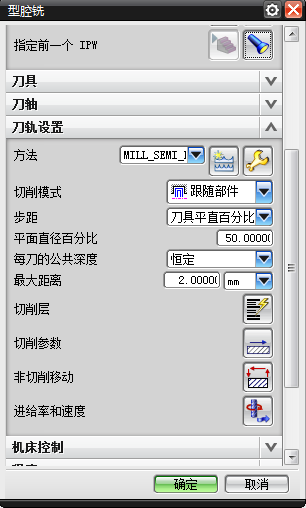 型腔铣
指定前一个 IPW
刀具
刀轴
刀轨设置
方法 MILL_SEMI_
切削模式 跟随部件
步距 刀具平直百分比
平面直径百分比 50.0000
每刀的公共深度 恒定
最大距离 2.0000 mm
切削层
切削参数
非切削移动
进给率和速度
机床控制
确定 取消